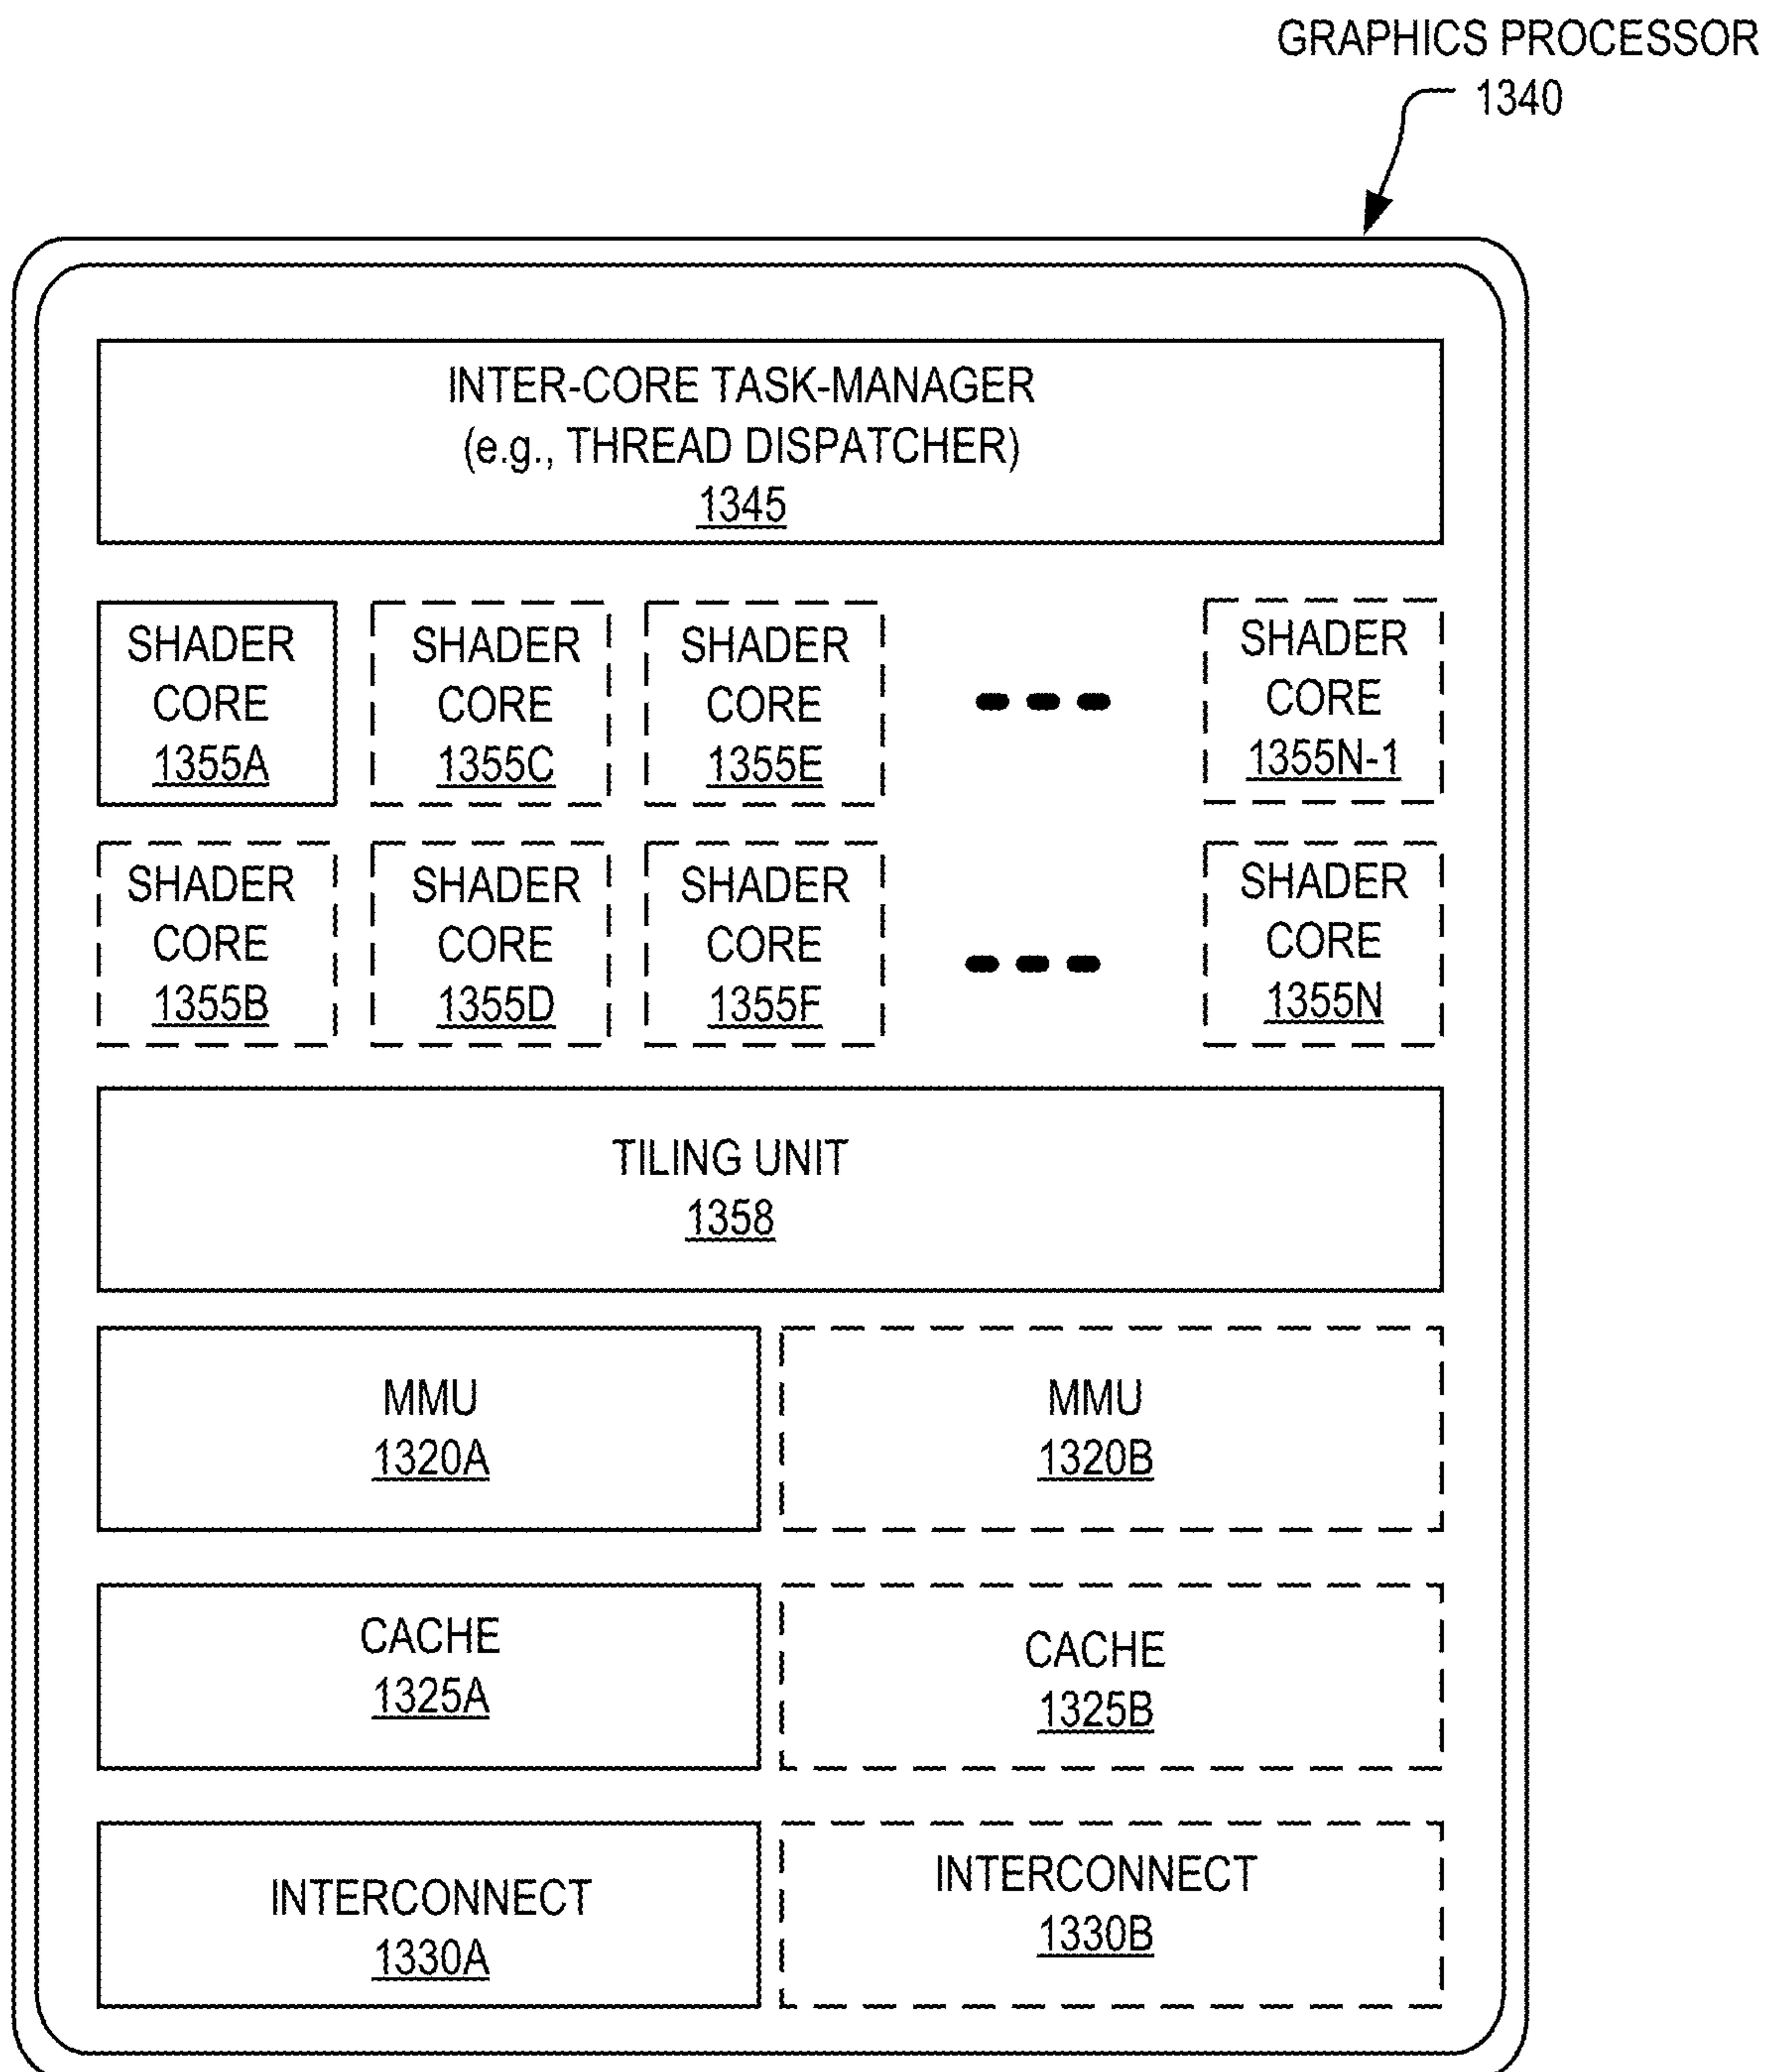 GRAPHICS PROCESSOR
1340
INTER-CORE TASK-MANAGER
(e.g., THREAD DISPATCHER)
1345
SHADER
CORE
1355A
SHADER
CORE
1355C
SHADER
CORE
1355E
SHADER
CORE
1355N-1
SHADER
CORE
1355B
SHADER
CORE
1355D
SHADER
CORE
1355F
SHADER
CORE
1355N
TILING UNIT
1358
MMU
1320A
MMU
1320B
CACHE
1325A
CACHE
1325B
INTERCONNECT
1330A
INTERCONNECT
1330B